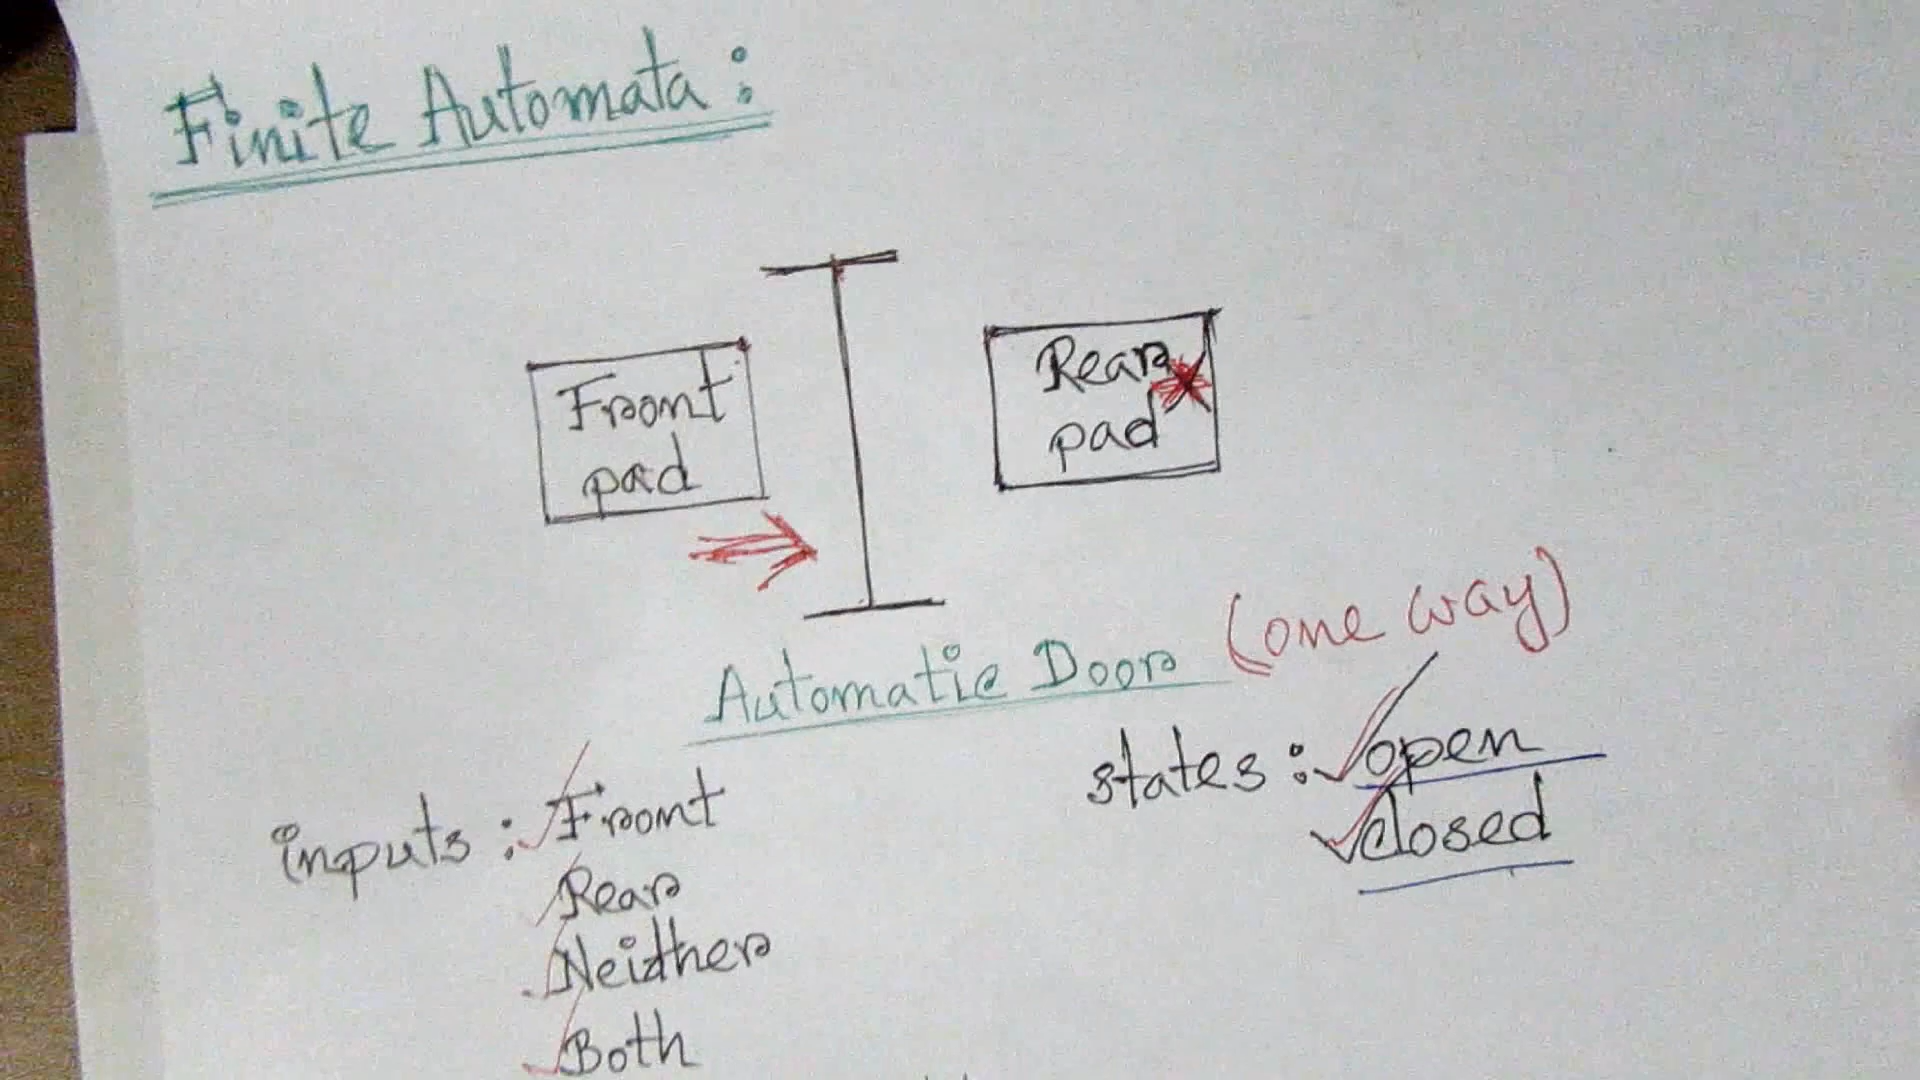 Finite Automata:
Front
pad
Rear
pad
Automatic Door (one way)
states: open
closed
inputs: Front
Rear
Neither
Both